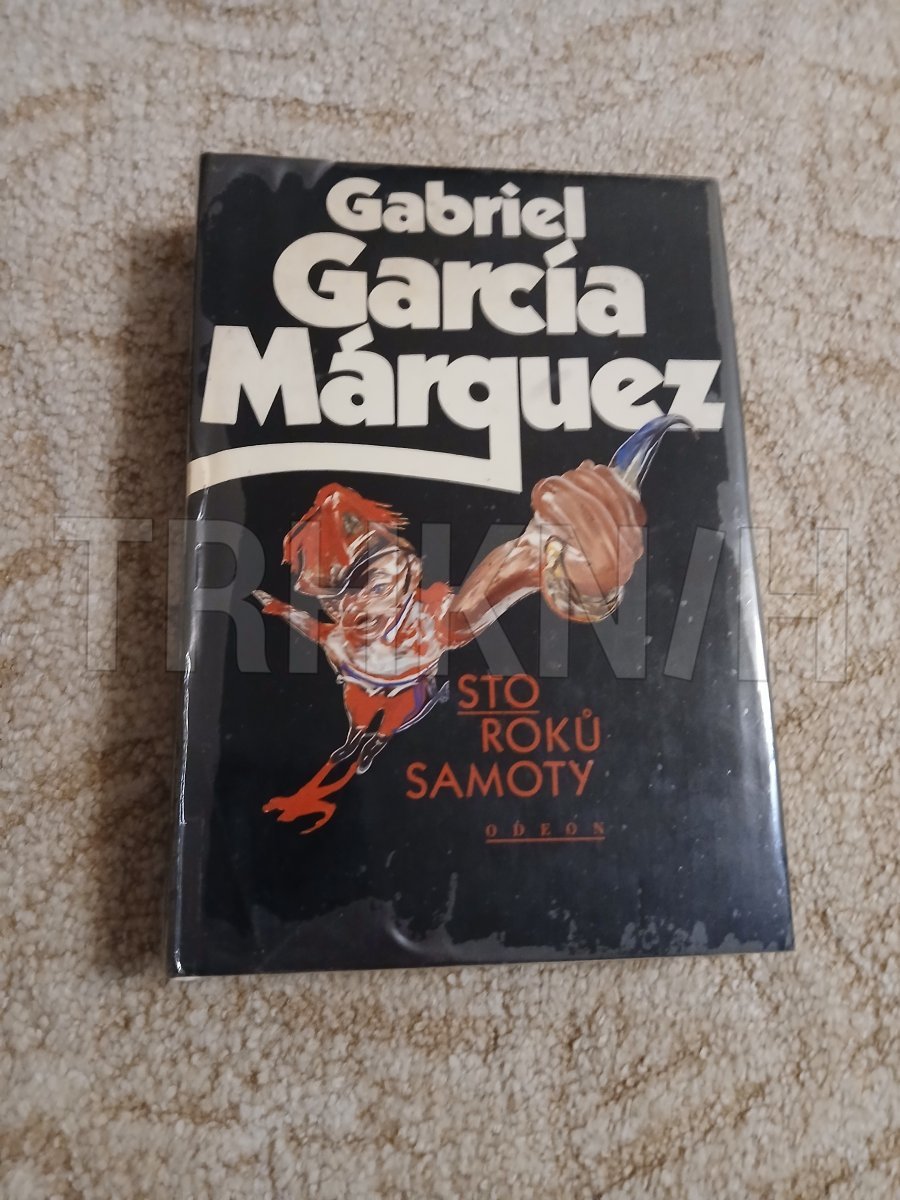 Gabriel
García
Márquez
TRHKNIH
STO
ROKŮ
SAMOTY
ODEON